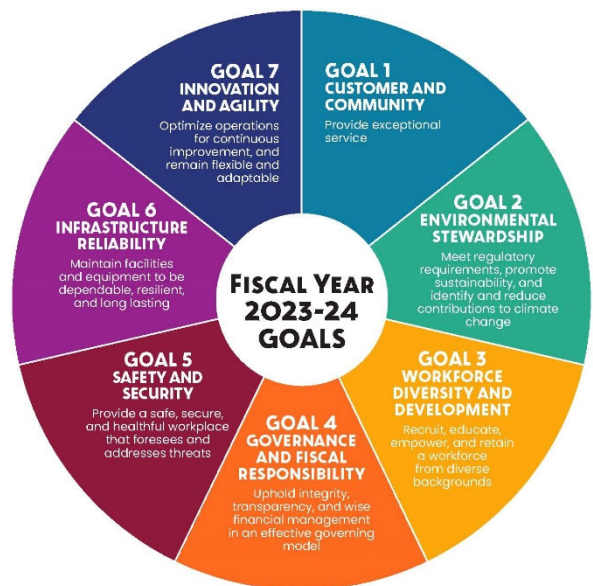 FISCAL YEAR
2023-24
GOALS
GOAL 1
CUSTOMER AND
COMMUNITY
Provide exceptional
service
GOAL 2
ENVIRONMENTAL
STEWARDSHIP
Meet regulatory
requirements, promote
sustainability, and
identify and reduce
contributions to climate
change
GOAL 3
WORKFORCE
DIVERSITY AND
DEVELOPMENT
Recruit, educate,
empower, and retain
a workforce
from diverse
backgrounds
GOAL 4
GOVERNANCE
AND FISCAL
RESPONSIBILITY
Uphold integrity,
transparency, and wise
financial management
in an effective governing
model
GOAL 5
SAFETY AND
SECURITY
Provide a safe, secure,
and healthful workplace
that foresees and
addresses threats
GOAL 6
INFRASTRUCTURE
RELIABILITY
Maintain facilities
and equipment to be
dependable, resilient,
and long lasting
GOAL 7
INNOVATION
AND AGILITY
Optimize operations
for continuous
improvement, and
remain flexible and
adaptable